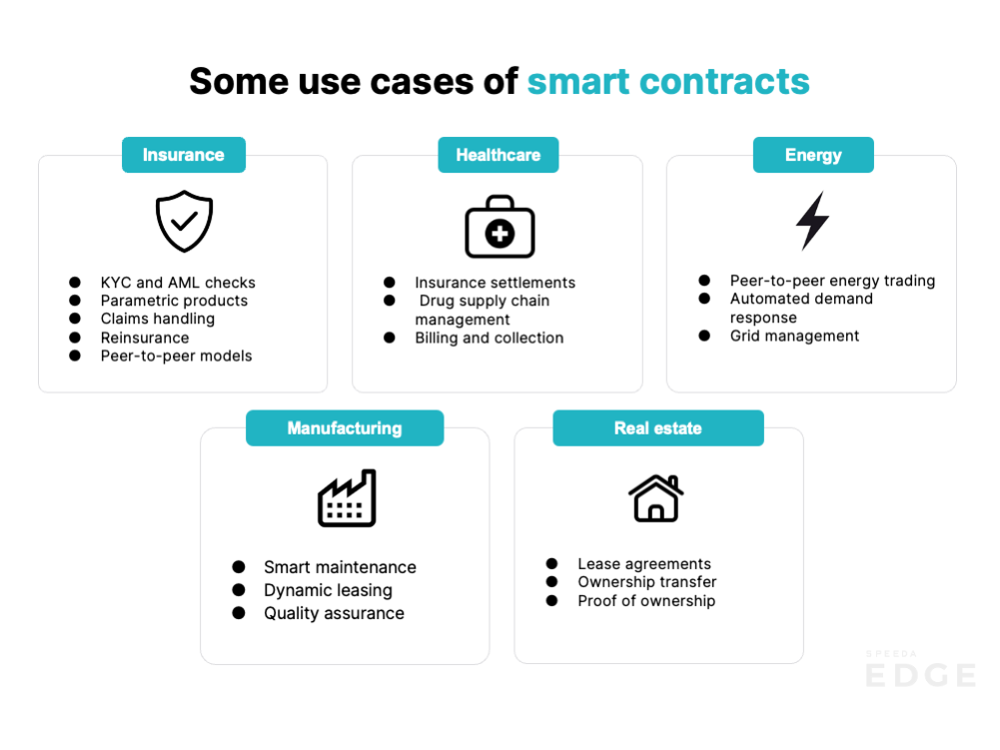 Some use cases of smart contracts
Insurance
KYC and AML checks
Parametric products
Claims handling
Reinsurance
Peer-to-peer models
Healthcare
Insurance settlements
Drug supply chain
management
Billing and collection
Energy
Peer-to-peer energy trading
Automated demand
response
Grid management
Manufacturing
Smart maintenance
Dynamic leasing
Quality assurance
Real estate
Lease agreements
Ownership transfer
Proof of ownership
SPEEDA
EDGE